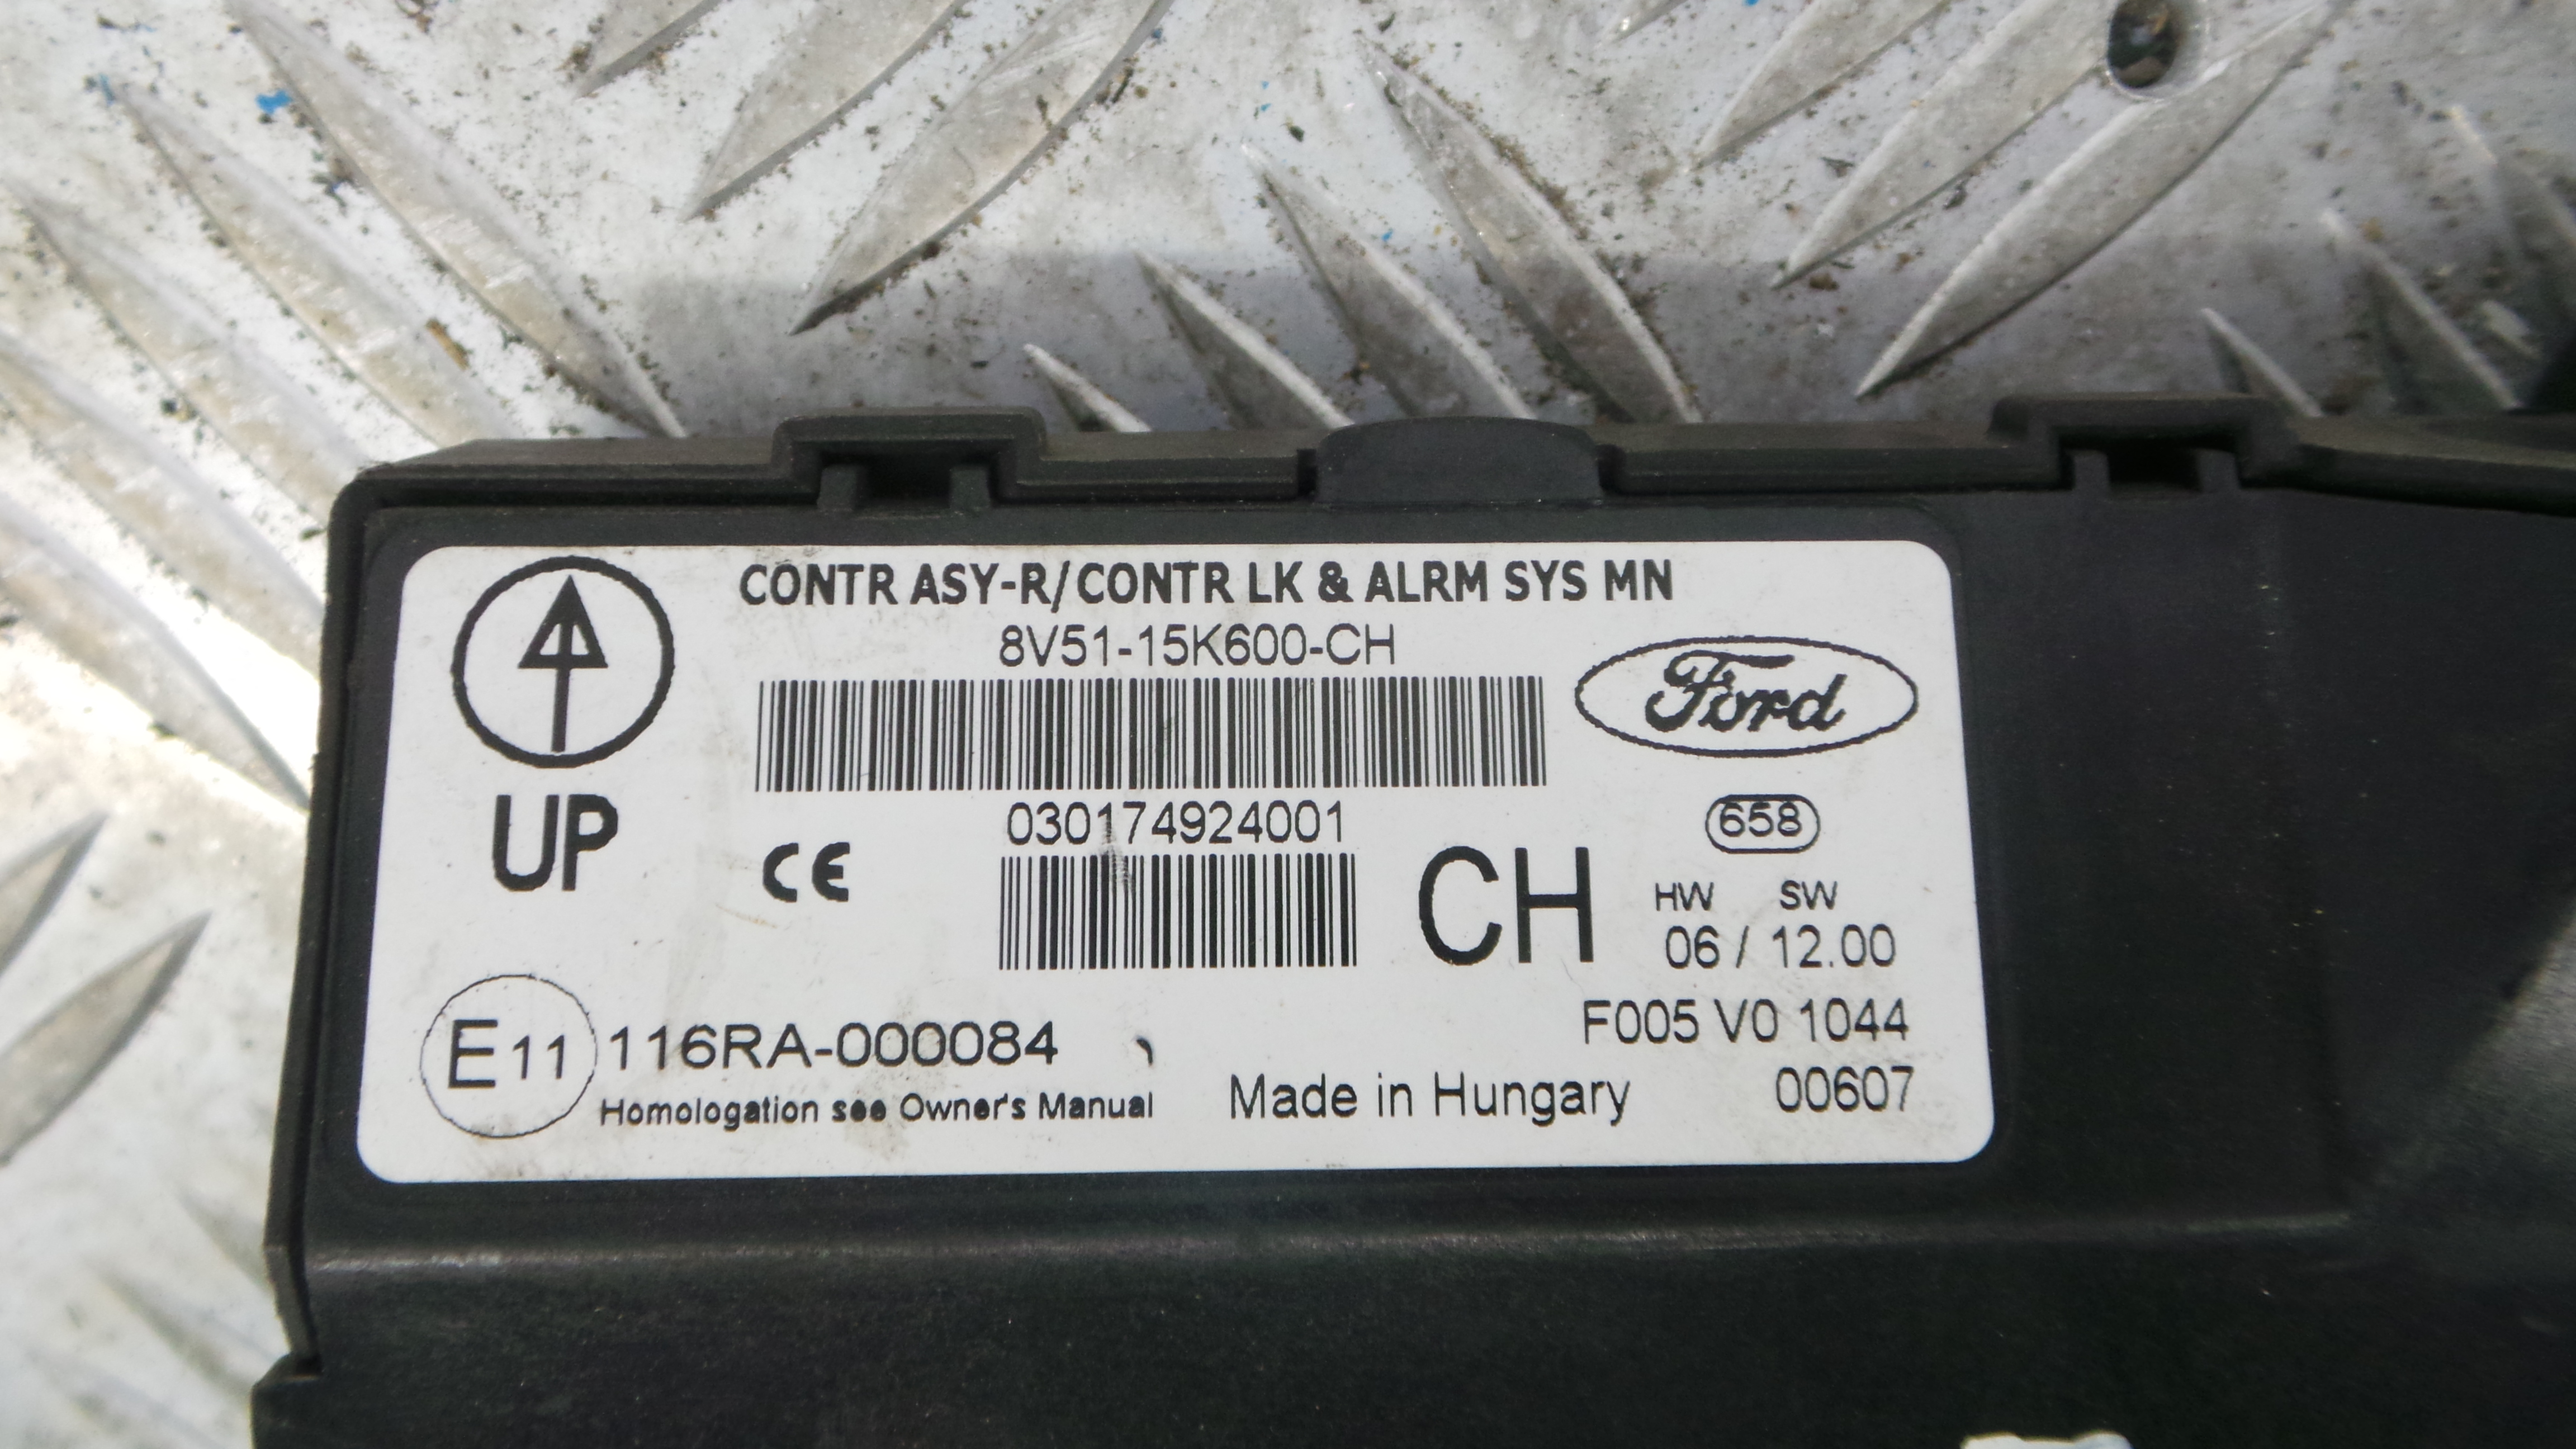 CONTR ASY-R/CONTR LK & ALRM SYS MN
8V51-15K600-CH
Ford
UP
030174924001
658
CE
CH
HW SW
06 / 12.00
E11 116RA-000084
F005 V0 1044
Homologation see Owner's Manual
Made in Hungary
00607